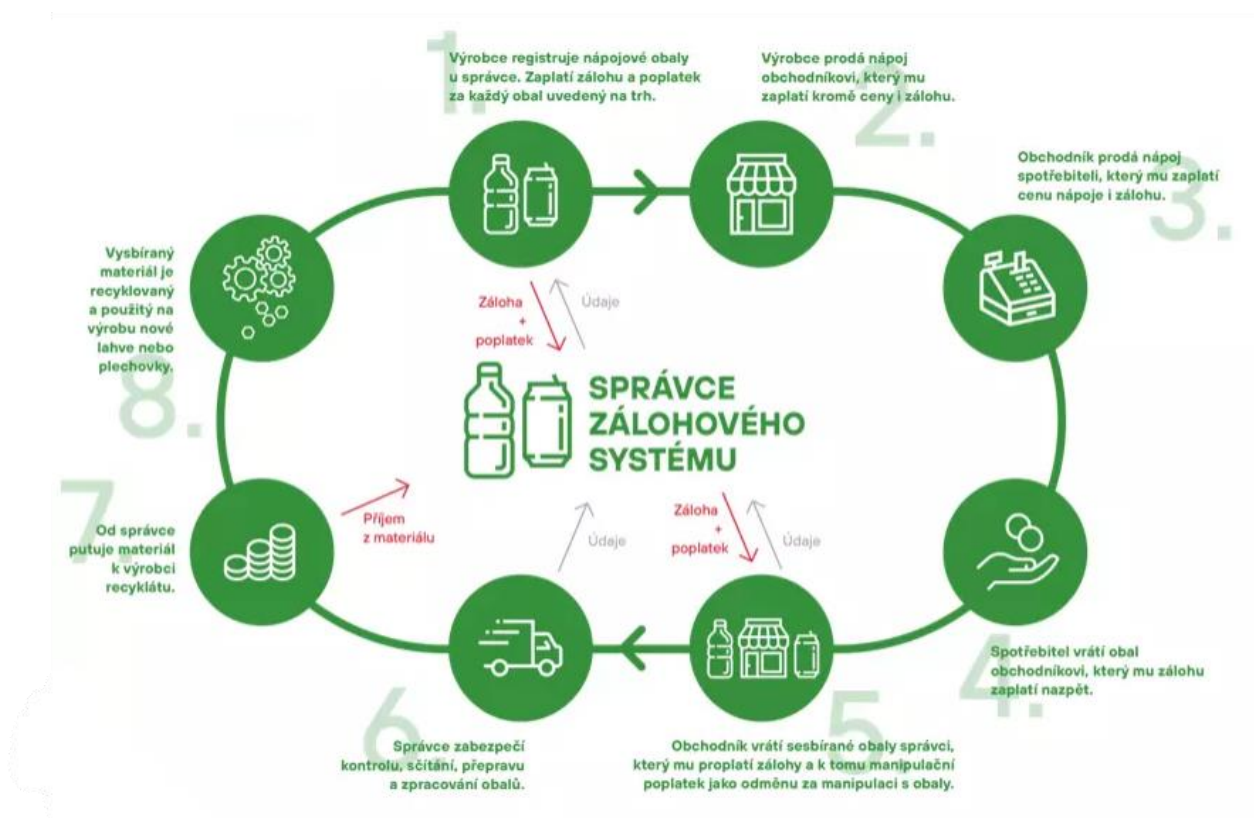 1.
Výrobce registruje nápojové obaly
u správce. Zaplatí zálohu a poplatek
za každý obal uvedený na trh.
2.
Výrobce prodá nápoj
obchodníkovi, který mu
zaplatí kromě ceny i zálohu.
3.
Obchodník prodá nápoj
spotřebiteli, který mu zaplatí
cenu nápoje i zálohu.
Vysbíraný
materiál je
recyklovaný
a použitý na
výrobu nové
lahve nebo
plechovky.
8.
Záloha
+
poplatek
Údaje
SPRÁVCE
ZÁLOHOVÉHO
SYSTÉMU
7.
Od správce
putuje materiál
k výrobci
recyklátu.
Příjem
z materiálu
Údaje
Záloha
+
poplatek
Údaje
4.
Spotřebitel vrátí obal
obchodníkovi, který mu zálohu
zaplatí nazpět.
6.
Správce zabezpečí
kontrolu, sčítání, přepravu
a zpracování obalů.
5.
Obchodník vrátí sesbírané obaly správci,
který mu proplatí zálohy a k tomu manipulační
poplatek jako odměnu za manipulaci s obaly.